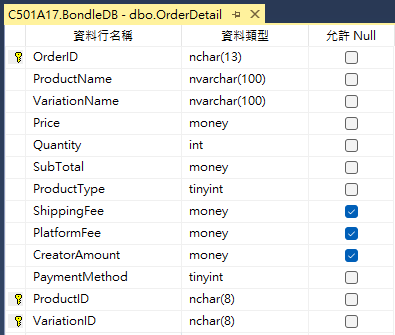 C501A17.BondleDB - dbo.OrderDetail
資料行名稱 資料類型 允許 Null
OrderID nchar(13)
ProductName nvarchar(100)
VariationName nvarchar(100)
Price money
Quantity int
SubTotal money
ProductType tinyint
ShippingFee money
PlatformFee money
CreatorAmount money
PaymentMethod tinyint
ProductID nchar(8)
VariationID nchar(8)